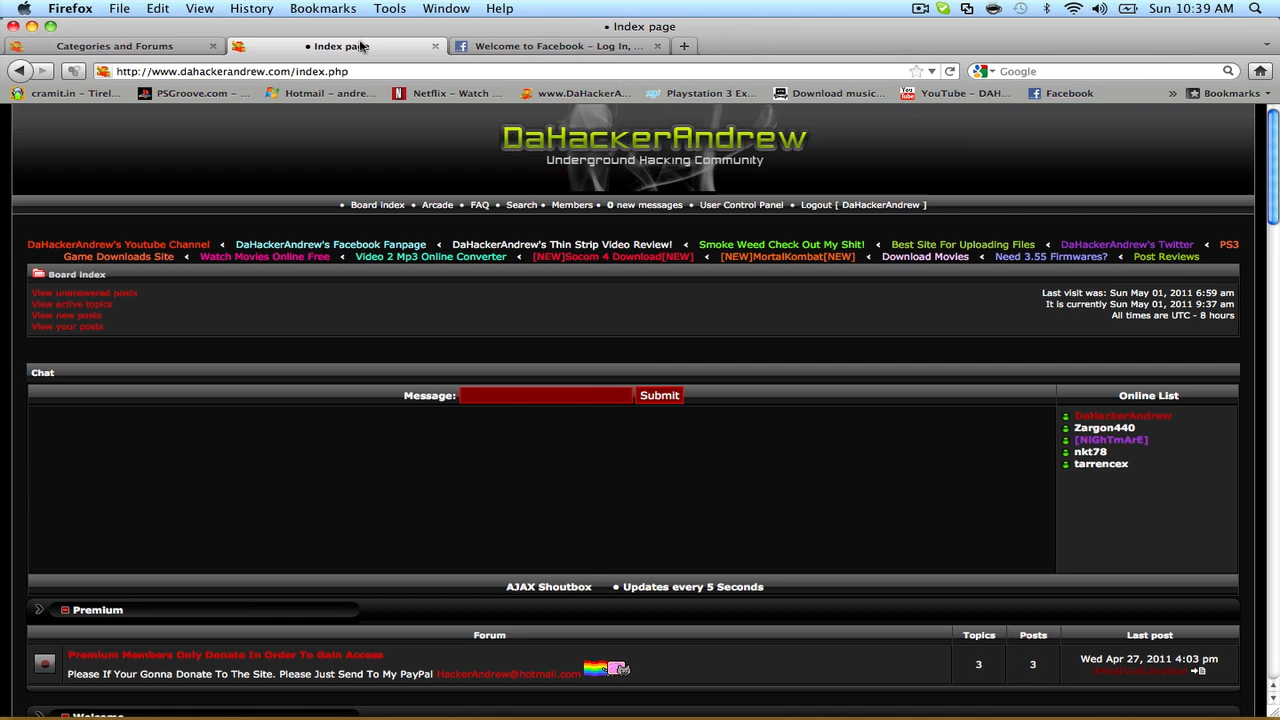 Firefox File Edit View History Bookmarks Tools Window Help Sun 10:39 AM
• Index page
Categories and Forums • Index page Welcome to Facebook – Log In, ...
http://www.dahackerandrew.com/index.php Google
cramit.in – Tirel... PSGroove.com – ... Hotmail – andre... Netflix – Watch ... www.DaHackerA... Playstation 3 Ex... Download music... YouTube – DAH... Facebook » Bookmarks
DaHackerAndrew
Underground Hacking Community
• Board index • Arcade • FAQ • Search • Members • 0 new messages • User Control Panel • Logout [ DaHackerAndrew ]
DaHackerAndrew's Youtube Channel DaHackerAndrew's Facebook Fanpage DaHackerAndrew's Thin Strip Video Review! Smoke Weed Check Out My Shit! Best Site For Uploading Files DaHackerAndrew's Twitter PS3
Game Downloads Site Watch Movies Online Free Video 2 Mp3 Online Converter [NEW]Socom 4 Download[NEW] [NEW]MortalKombat[NEW] Download Movies Need 3.55 Firmwares? Post Reviews
Board index
View unanswered posts Last visit was: Sun May 01, 2011 6:59 am
View active topics It is currently Sun May 01, 2011 9:37 am
View new posts All times are UTC - 8 hours
View your posts
Chat
Message: Submit Online List
DaHackerAndrew
Zargon440
[NiGhTmArE]
nkt78
tarrencex
AJAX Shoutbox • Updates every 5 Seconds
Premium
Forum Topics Posts Last post
Premium Members Only Donate In Order To Gain Access
Please If Your Gonna Donate To The Site. Please Just Send To My PayPal HackerAndrew@hotmail.com 3 3 Wed Apr 27, 2011 4:03 pm
Welcome